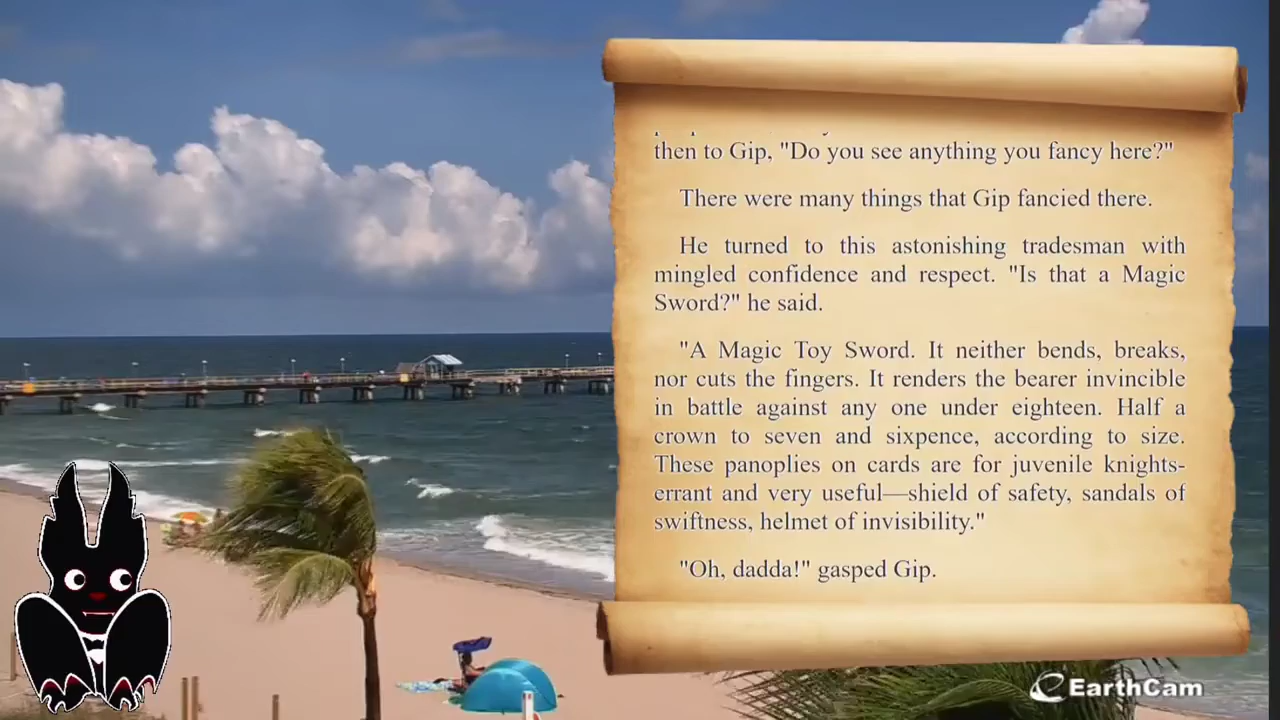 then to Gip, "Do you see anything you fancy here?"
There were many things that Gip fancied there.
He turned to this astonishing tradesman with
mingled confidence and respect. "Is that a Magic
Sword?" he said.
"A Magic Toy Sword. It neither bends, breaks,
nor cuts the fingers. It renders the bearer invincible
in battle against any one under eighteen. Half a
crown to seven and sixpence, according to size.
These panoplies on cards are for juvenile knights-
errant and very useful—shield of safety, sandals of
swiftness, helmet of invisibility."
"Oh, dadda!" gasped Gip.
EarthCam